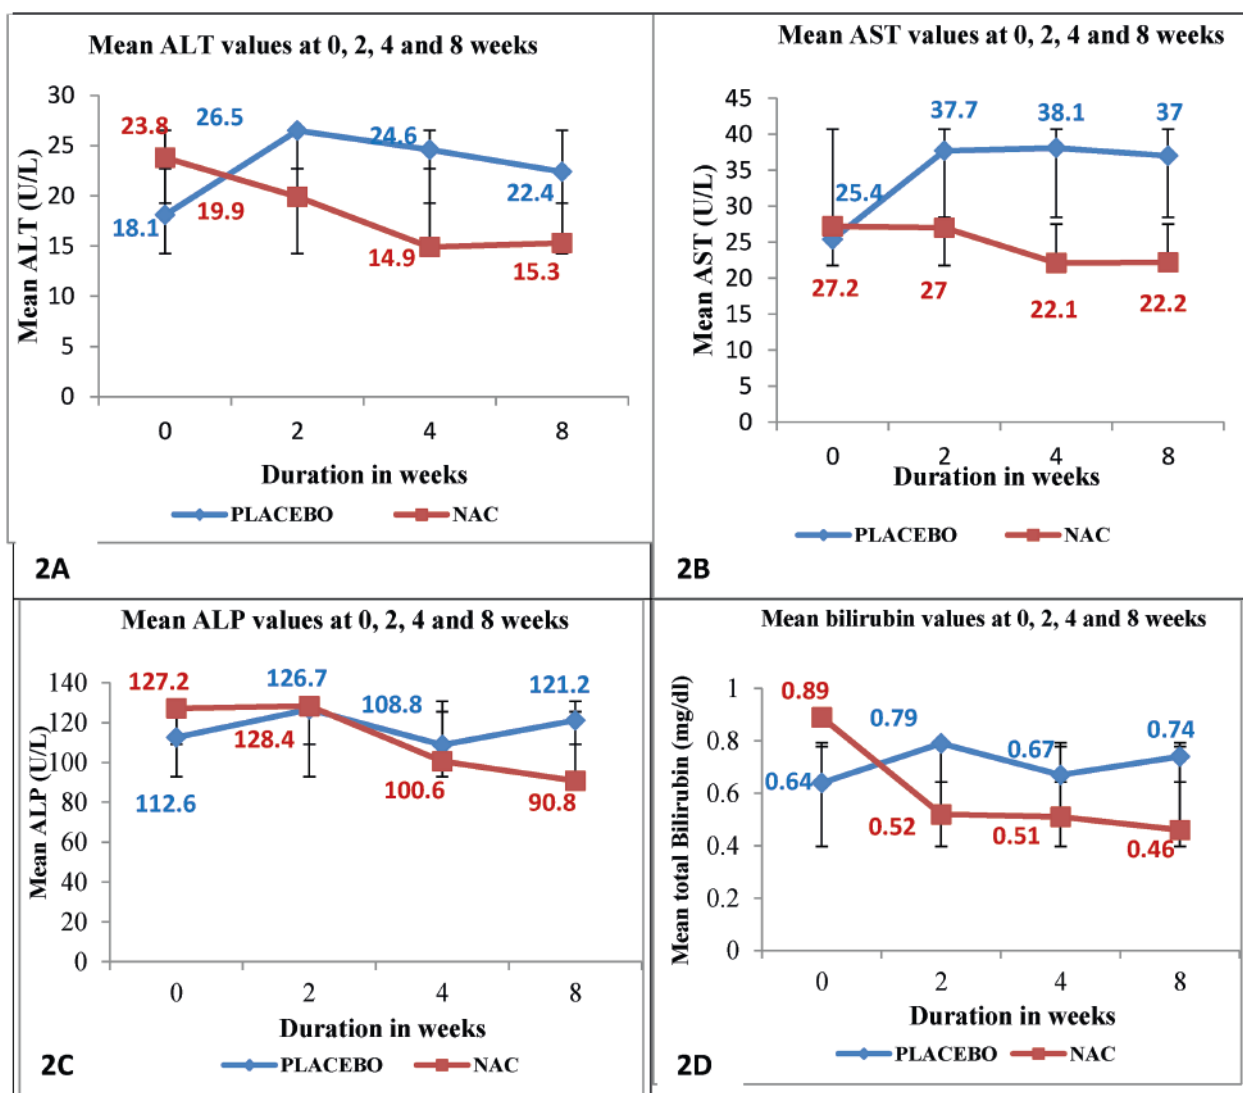 Mean ALT values at 0, 2, 4 and 8 weeks
Mean ALT (U/L)
30
25
20
15
10
5
0
23.8
26.5
24.6
22.4
18.1
19.9
14.9
15.3
0 2 4 8
Duration in weeks
PLACEBO NAC
2A
Mean AST values at 0, 2, 4 and 8 weeks
Mean AST (U/L)
45
40
35
30
25
20
15
10
5
0
37.7
38.1
37
25.4
27.2
27
22.1
22.2
0 2 4 8
Duration in weeks
PLACEBO NAC
2B
Mean ALP values at 0, 2, 4 and 8 weeks
Mean ALP (U/L)
140
120
100
80
60
40
20
0
127.2
126.7
108.8
121.2
112.6
128.4
100.6
90.8
0 2 4 8
Duration in weeks
PLACEBO NAC
2C
Mean bilirubin values at 0, 2, 4 and 8 weeks
Mean total Bilirubin (mg/dl)
1
0.8
0.6
0.4
0.2
0
0.89
0.79
0.67
0.74
0.64
0.52
0.51
0.46
0 2 4 8
Duration in weeks
PLACEBO NAC
2D